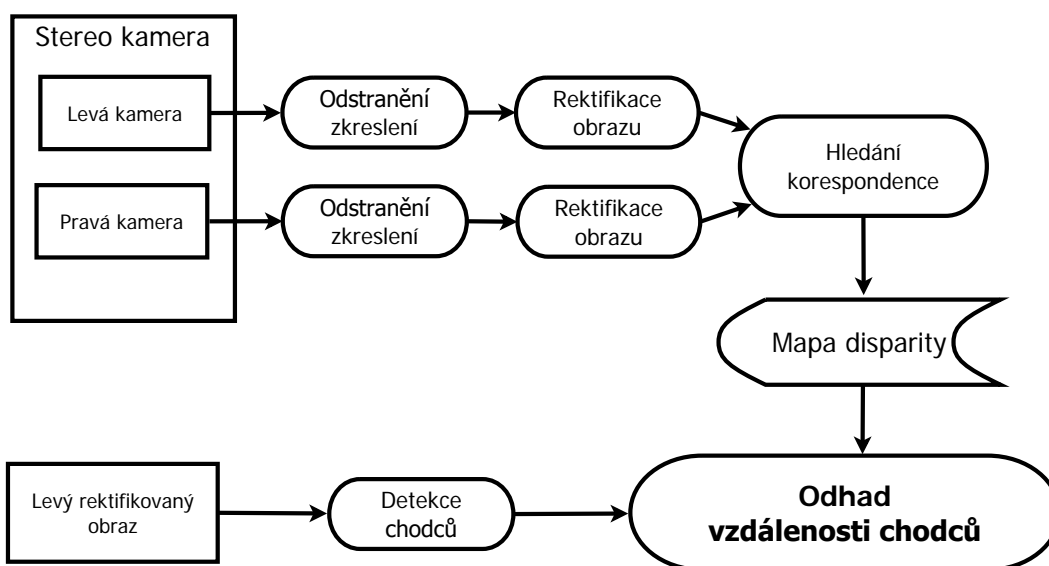 Stereo kamera
Levá kamera
Odstranění
zkreslení
Rektifikace
obrazu
Hledání
korespondence
Pravá kamera
Odstranění
zkreslení
Rektifikace
obrazu
Mapa disparity
Levý rektifikovaný
obraz
Detekce
chodců
Odhad
vzdálenosti chodců